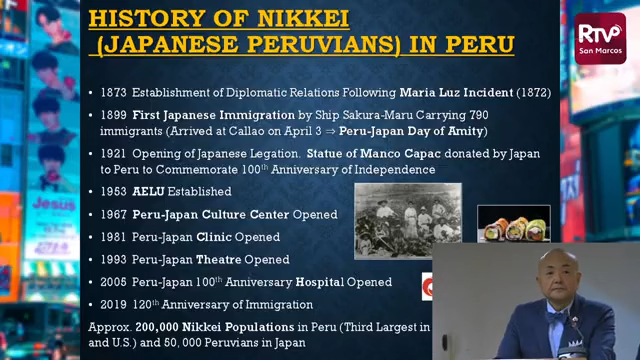 HISTORY OF NIKKEI
(JAPANESE PERUVIANS) IN PERU
RTVP
San Marcos
• 1873 Establishment of Diplomatic Relations Following Maria Luz Incident (1872)
• 1899 First Japanese Immigration by Ship Sakura-Maru Carrying 790
immigrants (Arrived at Callao on April 3 ⇒ Peru-Japan Day of Amity)
• 1921 Opening of Japanese Legation. Statue of Manco Capac donated by Japan
to Peru to Commemorate 100th Anniversary of Independence
• 1953 AELU Established
• 1967 Peru-Japan Culture Center Opened
• 1981 Peru-Japan Clinic Opened
• 1993 Peru-Japan Theatre Opened
• 2005 Peru-Japan 100th Anniversary Hospital Opened
• 2019 120th Anniversary of Immigration
Approx. 200,000 Nikkei Populations in Peru (Third Largest in
and U.S.) and 50, 000 Peruvians in Japan
Jesus